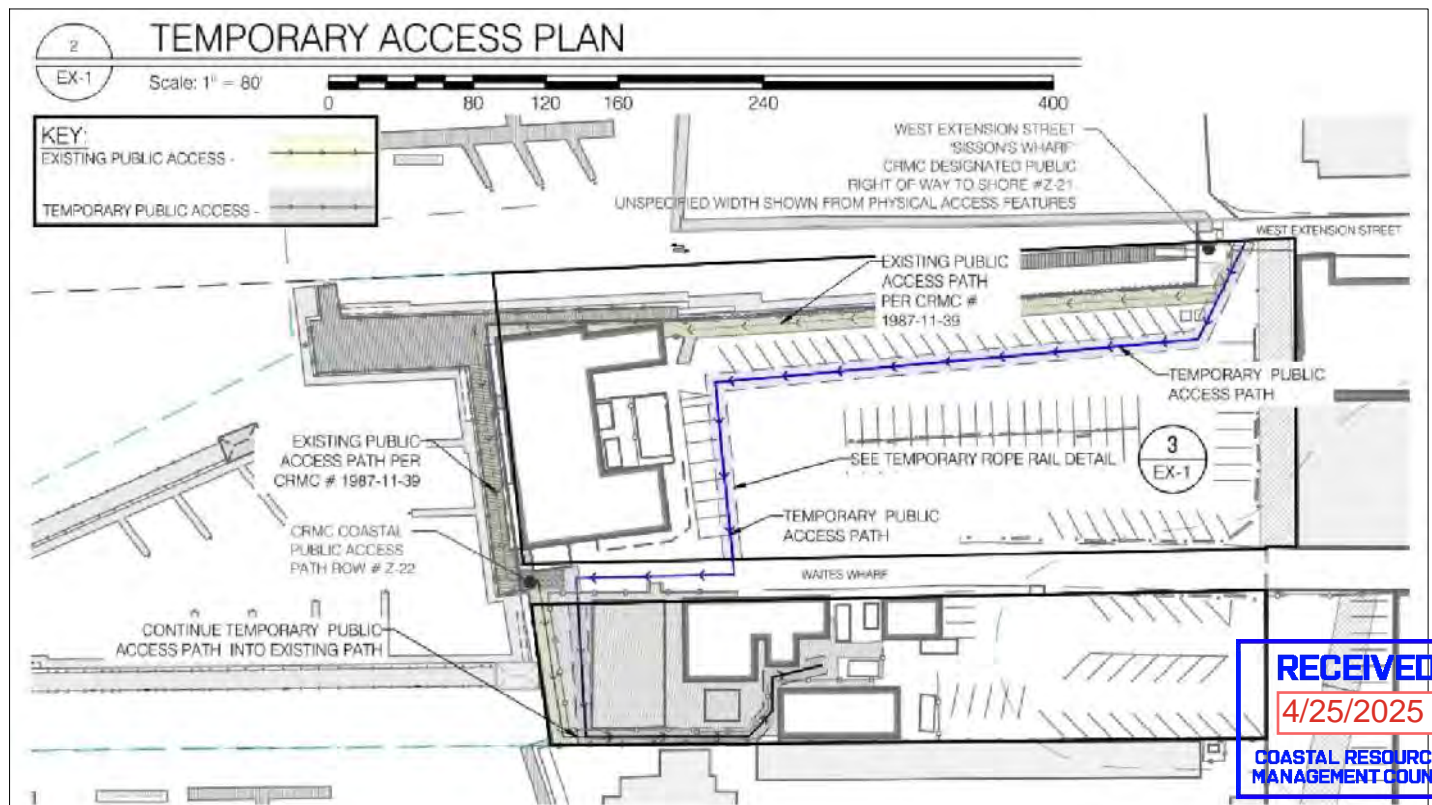 2
EX-1
TEMPORARY ACCESS PLAN
Scale: 1" = 80'
0 80 120 160 240 400
KEY:
EXISTING PUBLIC ACCESS -
TEMPORARY PUBLIC ACCESS -
WEST EXTENSION STREET
"SISSON'S WHARF"
CRMC DESIGNATED PUBLIC
RIGHT OF WAY TO SHORE #Z-21
UNSPECIFIED WIDTH SHOWN FROM PHYSICAL ACCESS FEATURES
WEST EXTENSION STREET
EXISTING PUBLIC
ACCESS PATH
PER CRMC #
1987-11-39
TEMPORARY PUBLIC
ACCESS PATH
EXISTING PUBLIC
ACCESS PATH PER
CRMC # 1987-11-39
SEE TEMPORARY ROPE RAIL DETAIL
3
EX-1
TEMPORARY PUBLIC
ACCESS PATH
CRMC COASTAL
PUBLIC ACCESS
PATH ROW # Z-22
WAITES WHARF
CONTINUE TEMPORARY PUBLIC
ACCESS PATH INTO EXISTING PATH
RECEIVED
4/25/2025
COASTAL RESOURC
MANAGEMENT COUN